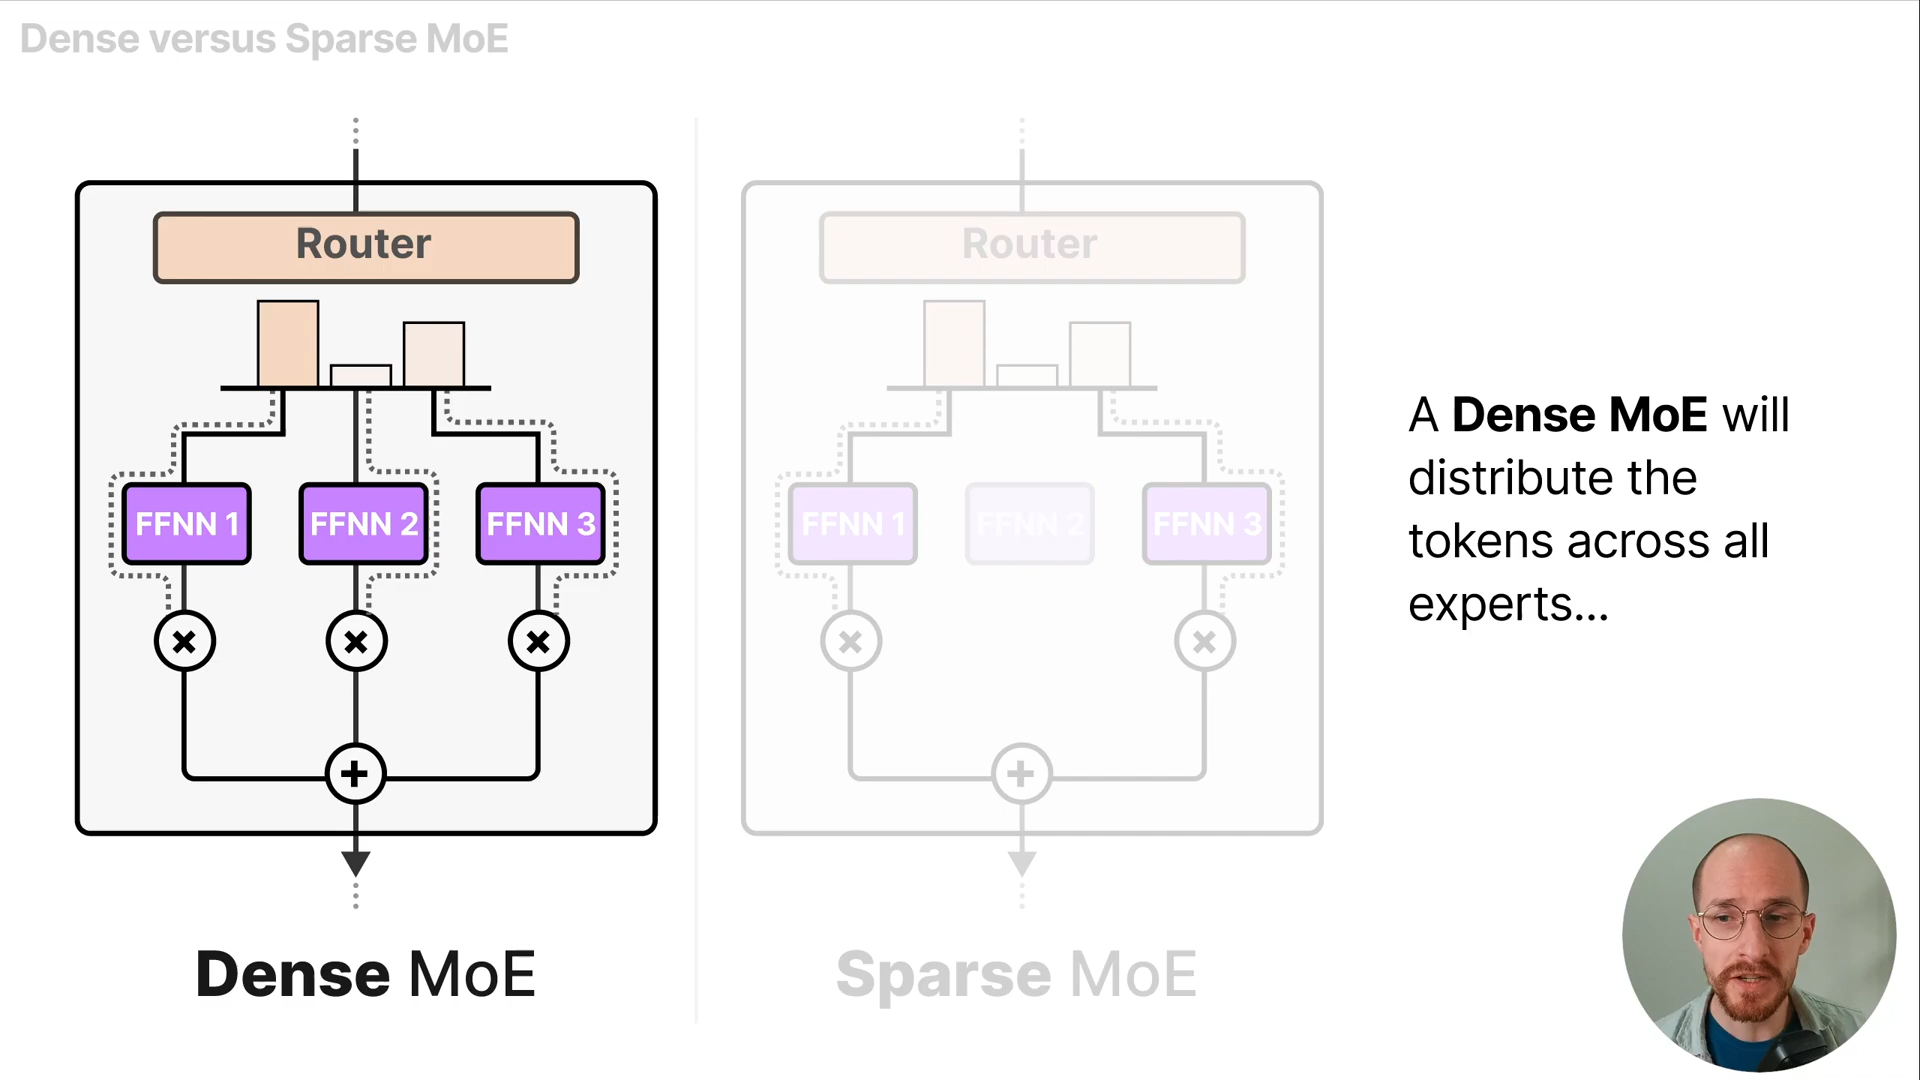 Dense versus Sparse MoE
Router
FFNN 1
FFNN 2
FFNN 3
Dense MoE
Router
FFNN 1
FFNN 2
FFNN 3
Sparse MoE
A Dense MoE will
distribute the
tokens across all
experts...